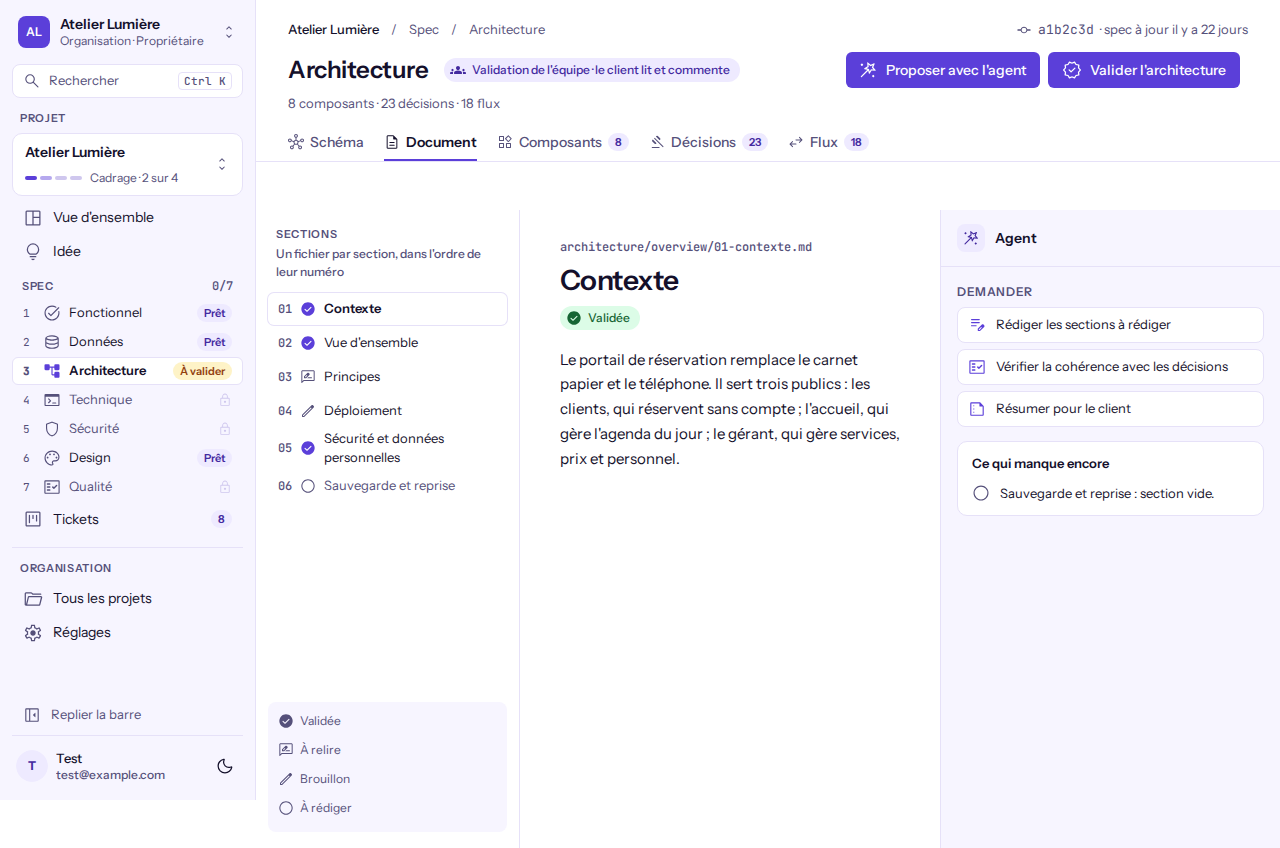 AL
Atelier Lumière
Organisation · Propriétaire
Rechercher
Ctrl K
PROJET
Atelier Lumière
Cadrage · 2 sur 4
Vue d'ensemble
Idée
SPEC 0/7
1 Fonctionnel Prêt
2 Données Prêt
3 Architecture À valider
4 Technique
5 Sécurité
6 Design Prêt
7 Qualité
Tickets 8
ORGANISATION
Tous les projets
Réglages
Replier la barre
T
Test
test@example.com
Atelier Lumière / Spec / Architecture
a1b2c3d · spec à jour il y a 22 jours
Architecture
Validation de l'équipe · le client lit et commente
Proposer avec l'agent
Valider l'architecture
8 composants · 23 décisions · 18 flux
Schéma
Document
Composants 8
Décisions 23
Flux 18
SECTIONS
Un fichier par section, dans l'ordre de
leur numéro
01 Contexte
02 Vue d'ensemble
03 Principes
04 Déploiement
05 Sécurité et données
personnelles
06 Sauvegarde et reprise
Validée
À relire
Brouillon
À rédiger
architecture/overview/01-contexte.md
Contexte
Validée
Le portail de réservation remplace le carnet
papier et le téléphone. Il sert trois publics : les
clients, qui réservent sans compte ; l'accueil, qui
gère l'agenda du jour ; le gérant, qui gère services,
prix et personnel.
Agent
DEMANDER
Rédiger les sections à rédiger
Vérifier la cohérence avec les décisions
Résumer pour le client
Ce qui manque encore
Sauvegarde et reprise : section vide.